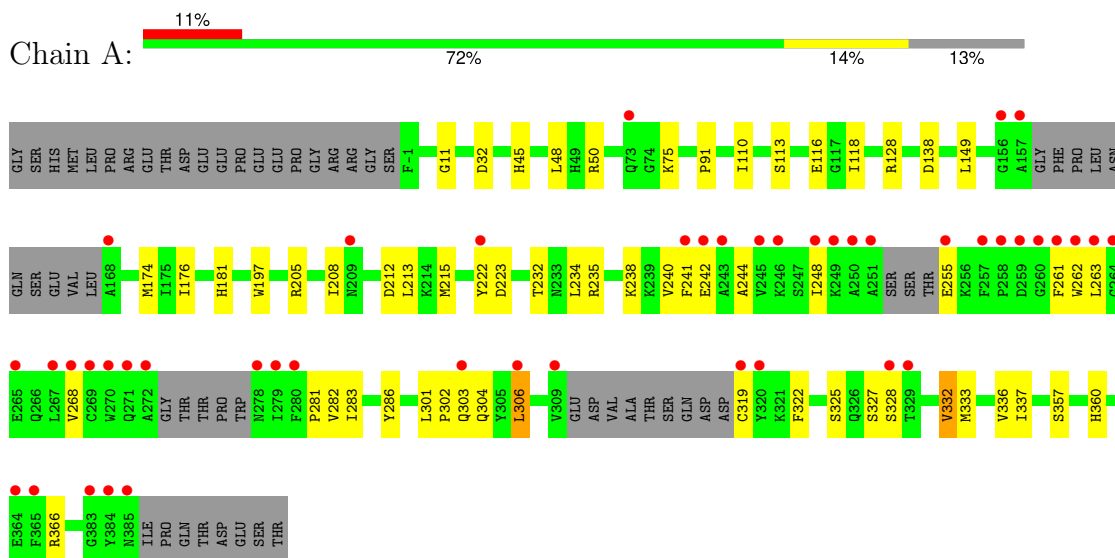 11%
Chain A:
72% 14% 13%
GLY SER HIS MET LEU PRO ARG GLU THR ASP GLU GLU PRO GLU GLU PRO GLY ARG ARG GLY SER F-1 G11 D32 H45 L48 H49 R50 Q73 G74 K75 P91 I110 S113 E116 G117 I118 R128 D138 L149 G156 A157 GLY PHE PRO LEU ASN
GLN SER GLU VAL LEU A168 M174 I175 I176 H181 W197 R205 I208 N209 D212 L213 K214 M215 Y222 D223 T232 N233 L234 R235 K238 K239 V240 F241 E242 A243 A244 V245 K246 S247 I248 K249 A250 A251 SER SER THR E255 K256 F257 P258 D259 G260 F261 W262 L263 G264
E265 Q266 L267 V268 C269 W270 Q271 A272 GLY THR THR PRO TRP N278 I279 F280 P281 V282 I283 Y286 L301 P302 Q303 Q304 Y305 L306 V309 GLU ASP VAL ALA THR SER GLN ASP ASP C319 Y320 K321 F322 S325 Q326 S327 S328 T329 V332 M333 V336 I337 S357 H360
E364 F365 R366 G383 Y384 N385 ILE PRO GLN THR ASP GLU SER THR